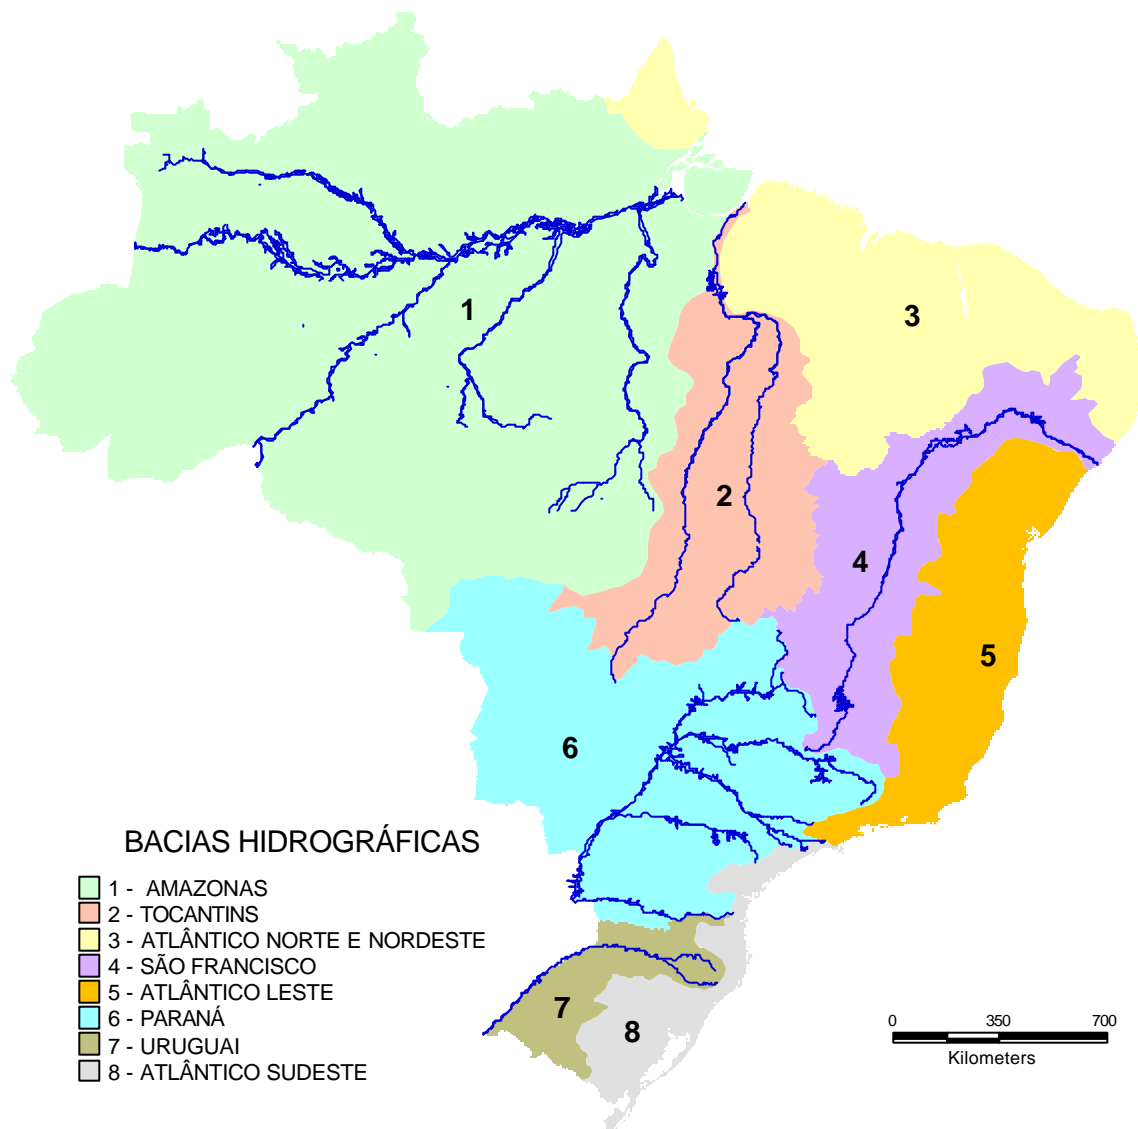 1
3
2
4
5
6
BACIAS HIDROGRÁFICAS
1 - AMAZONAS
2 - TOCANTINS
3 - ATLÂNTICO NORTE E NORDESTE
4 - SÃO FRANCISCO
5 - ATLÂNTICO LESTE
6 - PARANÁ
7 - URUGUAI
8 - ATLÂNTICO SUDESTE
7
8
0 350 700
Kilometers